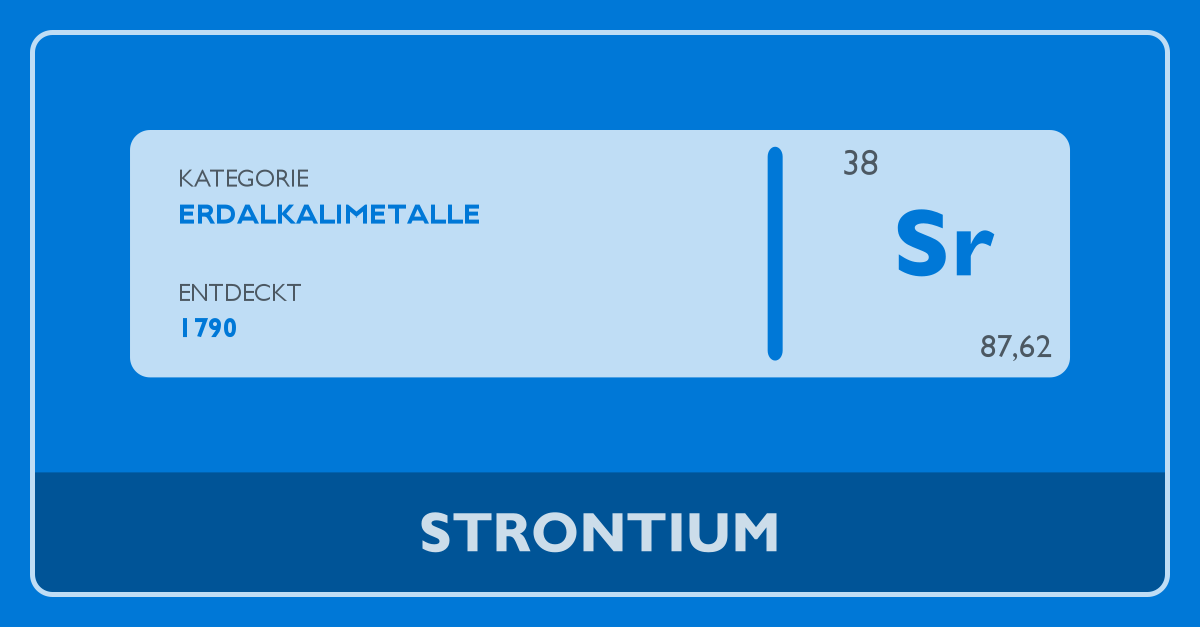 KATEGORIE
ERDALKALIMETALLE
ENTDECKT
1790
38
Sr
87,62
STRONTIUM